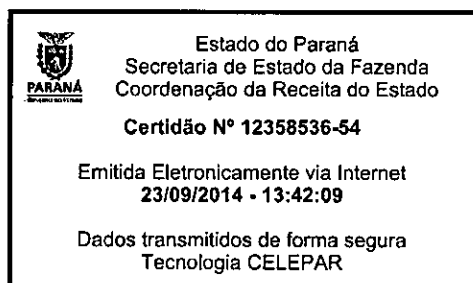 Estado do Paraná
Secretaria de Estado da Fazenda
Coordenação da Receita do Estado
PARANÁ
Certidão Nº 12358536-54
Emitida Eletronicamente via Internet
23/09/2014 - 13:42:09
Dados transmitidos de forma segura
Tecnologia CELEPAR